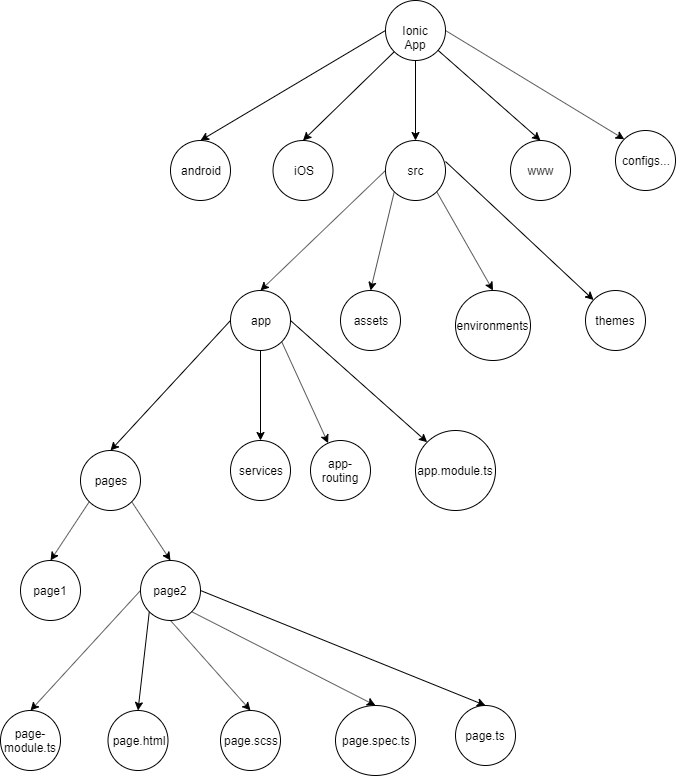 Ionic
App
android
iOS
src
www
configs...
app
assets
environments
themes
pages
services
app-
routing
app.module.ts
page1
page2
page-
module.ts
page.html
page.scss
page.spec.ts
page.ts